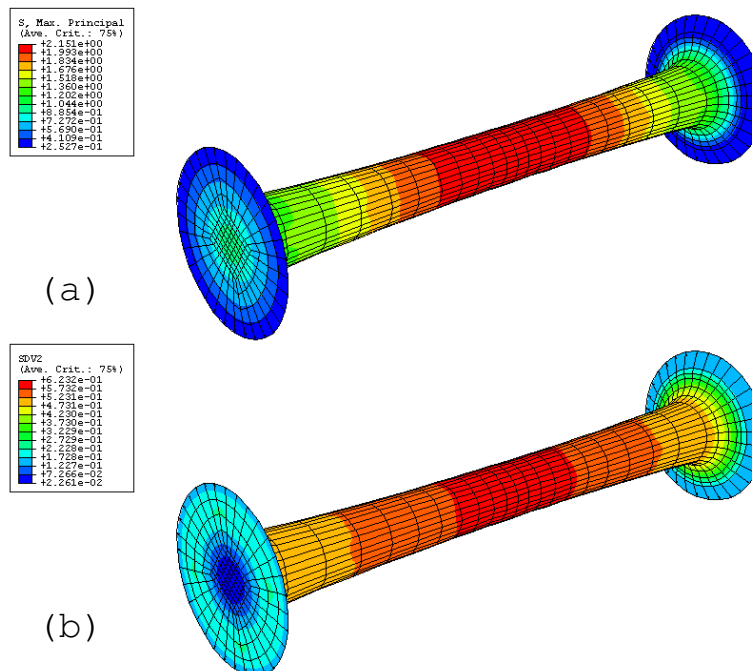 S, Max. Principal
(Ave. Crit.: 75%)
+2.151e+00
+1.993e+00
+1.834e+00
+1.676e+00
+1.518e+00
+1.360e+00
+1.202e+00
+1.044e+00
+8.854e-01
+7.272e-01
+5.690e-01
+4.109e-01
+2.527e-01
(a)
SDV2
(Ave. Crit.: 75%)
+6.232e-01
+5.732e-01
+5.231e-01
+4.731e-01
+4.230e-01
+3.730e-01
+3.229e-01
+2.729e-01
+2.228e-01
+1.728e-01
+1.227e-01
+7.266e-02
+2.261e-02
(b)